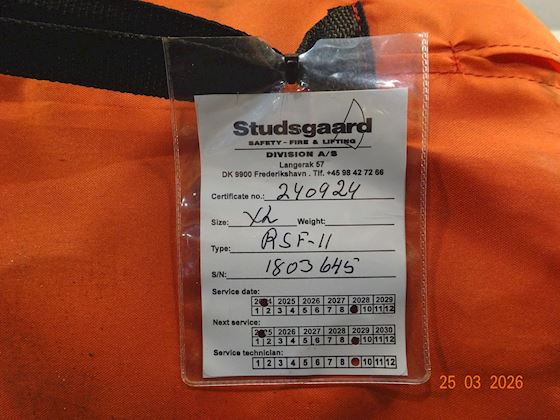 Studsgaard
SAFETY - FIRE & LIFTING
DIVISION A/S
Langerak 57
DK 9900 Frederikshavn . Tlf. +45 98 42 72 66
Certificate no.: 240924
Size: XL Weight:
Type: RSF-11
S/N: 1803645
Service date:
2025 2026 2027 2028 2029
1 2 3 4 5 6 7 8 10 11 12
Next service:
2026 2027 2028 2029 2030
1 2 3 4 5 6 7 8 10 11 12
Service technician:
1 2 3 4 5 6 7 8 10 11 12
25 03 2026